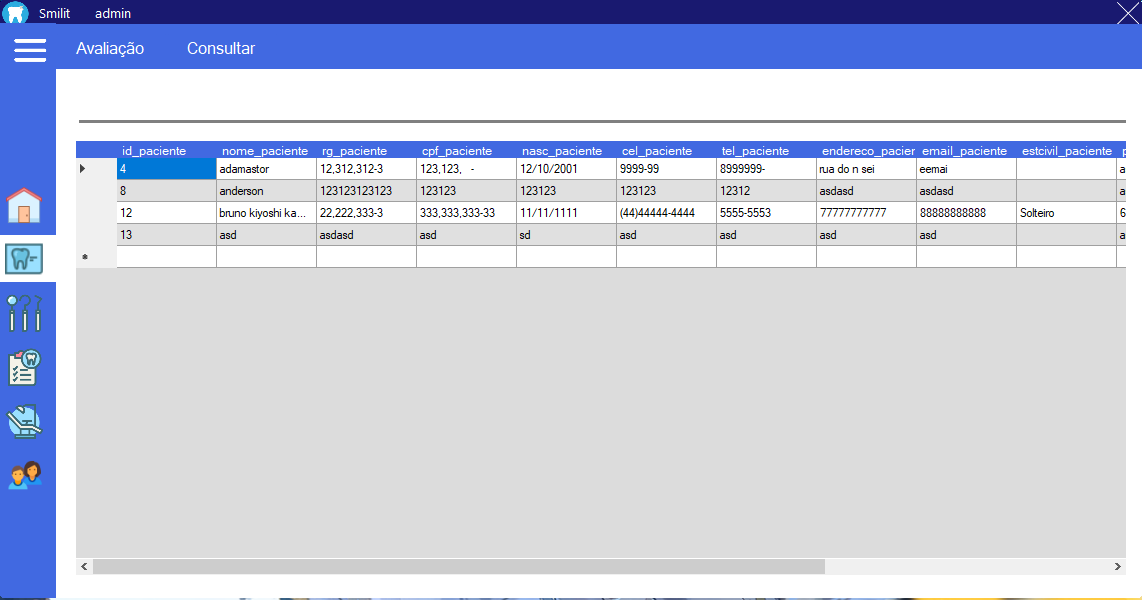 Smilit admin
Avaliação Consultar
id_paciente nome_paciente rg_paciente cpf_paciente nasc_paciente cel_paciente tel_paciente endereco_pacier email_paciente estcivil_paciente p
4 adamastor 12,312,312-3 123,123, - 12/10/2001 9999-99 8999999- rua do n sei eemai a
8 anderson 123123123123 123123 123123 123123 12312 asdasd asdasd a
12 bruno kiyoshi ka... 22,222,333-3 333,333,333-33 11/11/1111 (44)44444-4444 5555-5553 77777777777 88888888888 Solteiro 6
13 asd asdasd asd sd asd asd asd asd a